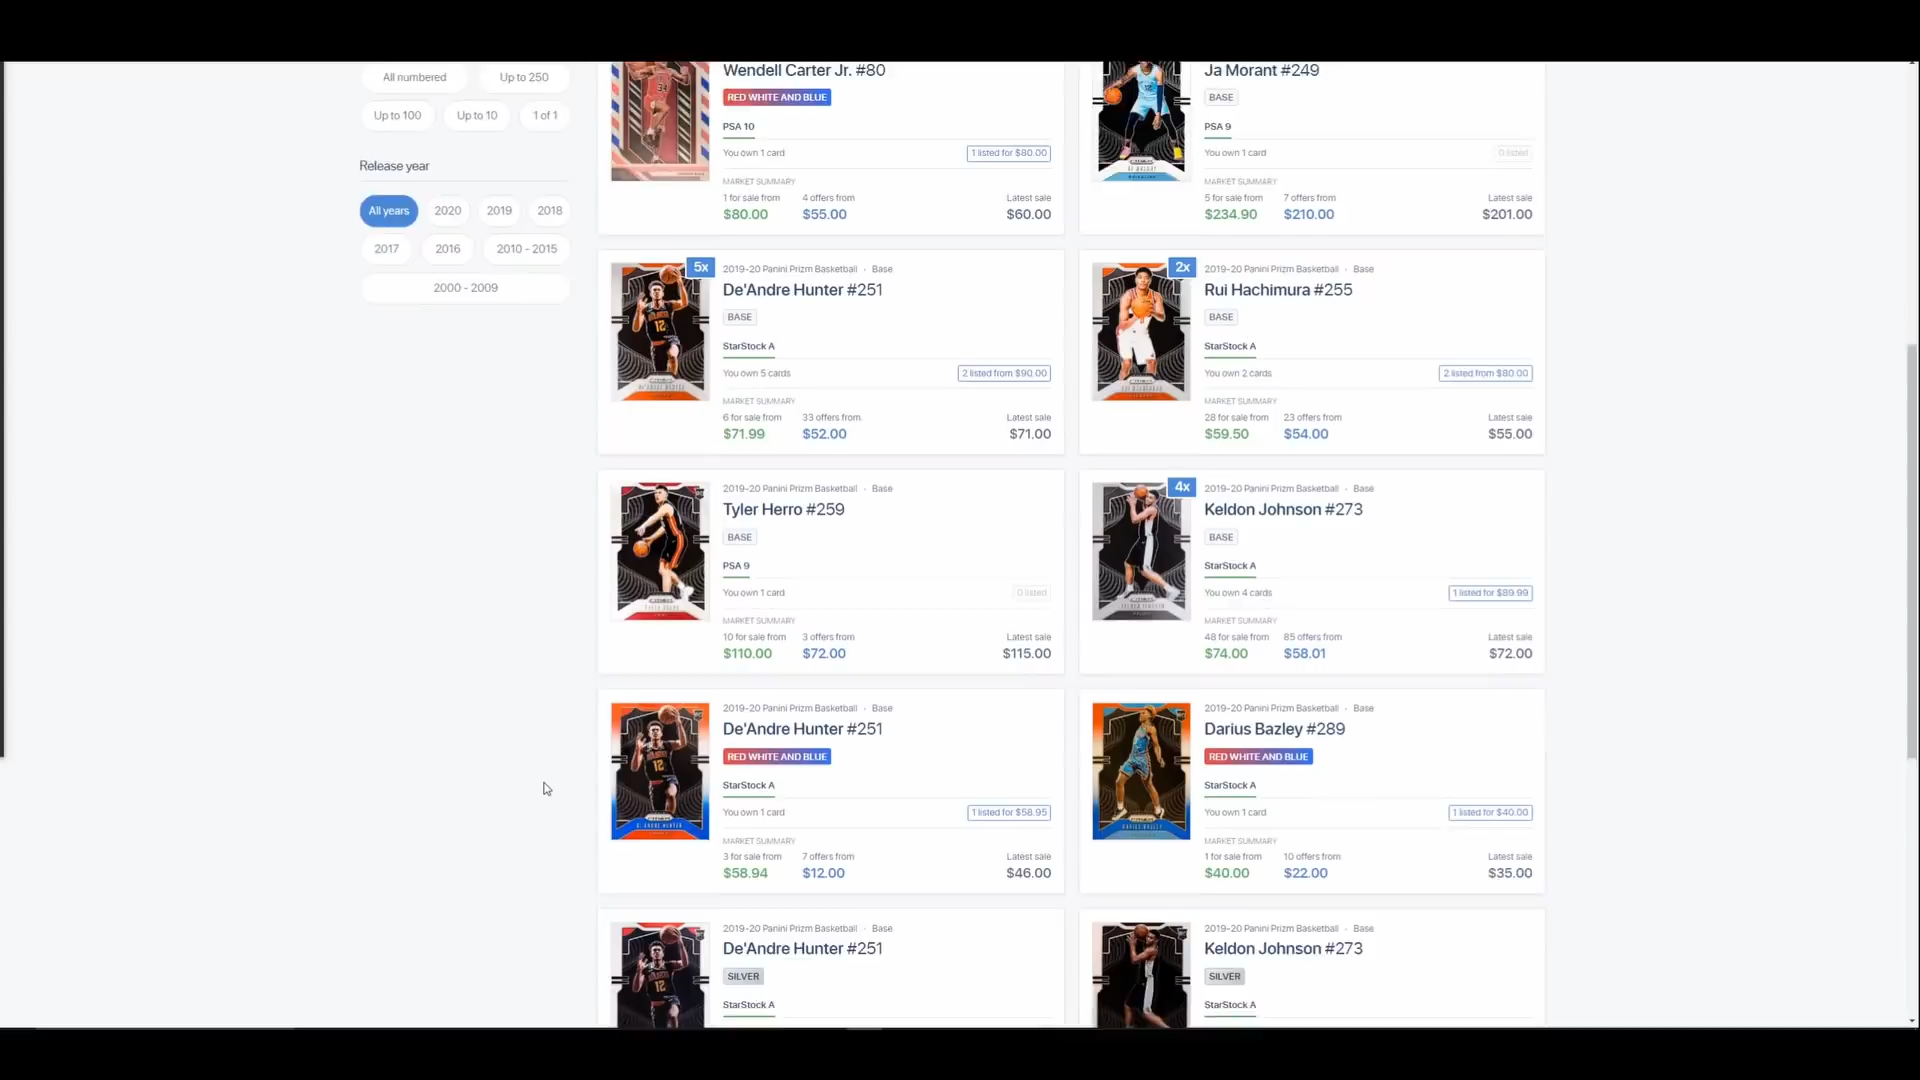 All numbered Up to 250
Up to 100 Up to 10 1 of 1
Release year
All years 2020 2019 2018
2017 2016 2010 - 2015
2000 - 2009
Wendell Carter Jr. #80
RED WHITE AND BLUE
PSA 10
You own 1 card 1 listed for $80.00
MARKET SUMMARY
1 for sale from 4 offers from Latest sale
$80.00 $55.00 $60.00
Ja Morant #249
BASE
PSA 9
You own 1 card 0 listed
MARKET SUMMARY
5 for sale from 7 offers from Latest sale
$234.90 $210.00 $201.00
5x
2019-20 Panini Prizm Basketball · Base
De'Andre Hunter #251
BASE
StarStock A
You own 5 cards 2 listed from $90.00
MARKET SUMMARY
6 for sale from 33 offers from Latest sale
$71.99 $52.00 $71.00
2x
2019-20 Panini Prizm Basketball · Base
Rui Hachimura #255
BASE
StarStock A
You own 2 cards 2 listed from $80.00
MARKET SUMMARY
28 for sale from 23 offers from Latest sale
$59.50 $54.00 $55.00
2019-20 Panini Prizm Basketball · Base
Tyler Herro #259
BASE
PSA 9
You own 1 card 0 listed
MARKET SUMMARY
10 for sale from 3 offers from Latest sale
$110.00 $72.00 $115.00
4x
2019-20 Panini Prizm Basketball · Base
Keldon Johnson #273
BASE
StarStock A
You own 4 cards 1 listed for $89.99
MARKET SUMMARY
48 for sale from 85 offers from Latest sale
$74.00 $58.01 $72.00
2019-20 Panini Prizm Basketball · Base
De'Andre Hunter #251
RED WHITE AND BLUE
StarStock A
You own 1 card 1 listed for $58.95
MARKET SUMMARY
3 for sale from 7 offers from Latest sale
$58.94 $12.00 $46.00
2019-20 Panini Prizm Basketball · Base
Darius Bazley #289
RED WHITE AND BLUE
StarStock A
You own 1 card 1 listed for $40.00
MARKET SUMMARY
1 for sale from 10 offers from Latest sale
$40.00 $22.00 $35.00
2019-20 Panini Prizm Basketball · Base
De'Andre Hunter #251
SILVER
StarStock A
2019-20 Panini Prizm Basketball · Base
Keldon Johnson #273
SILVER
StarStock A